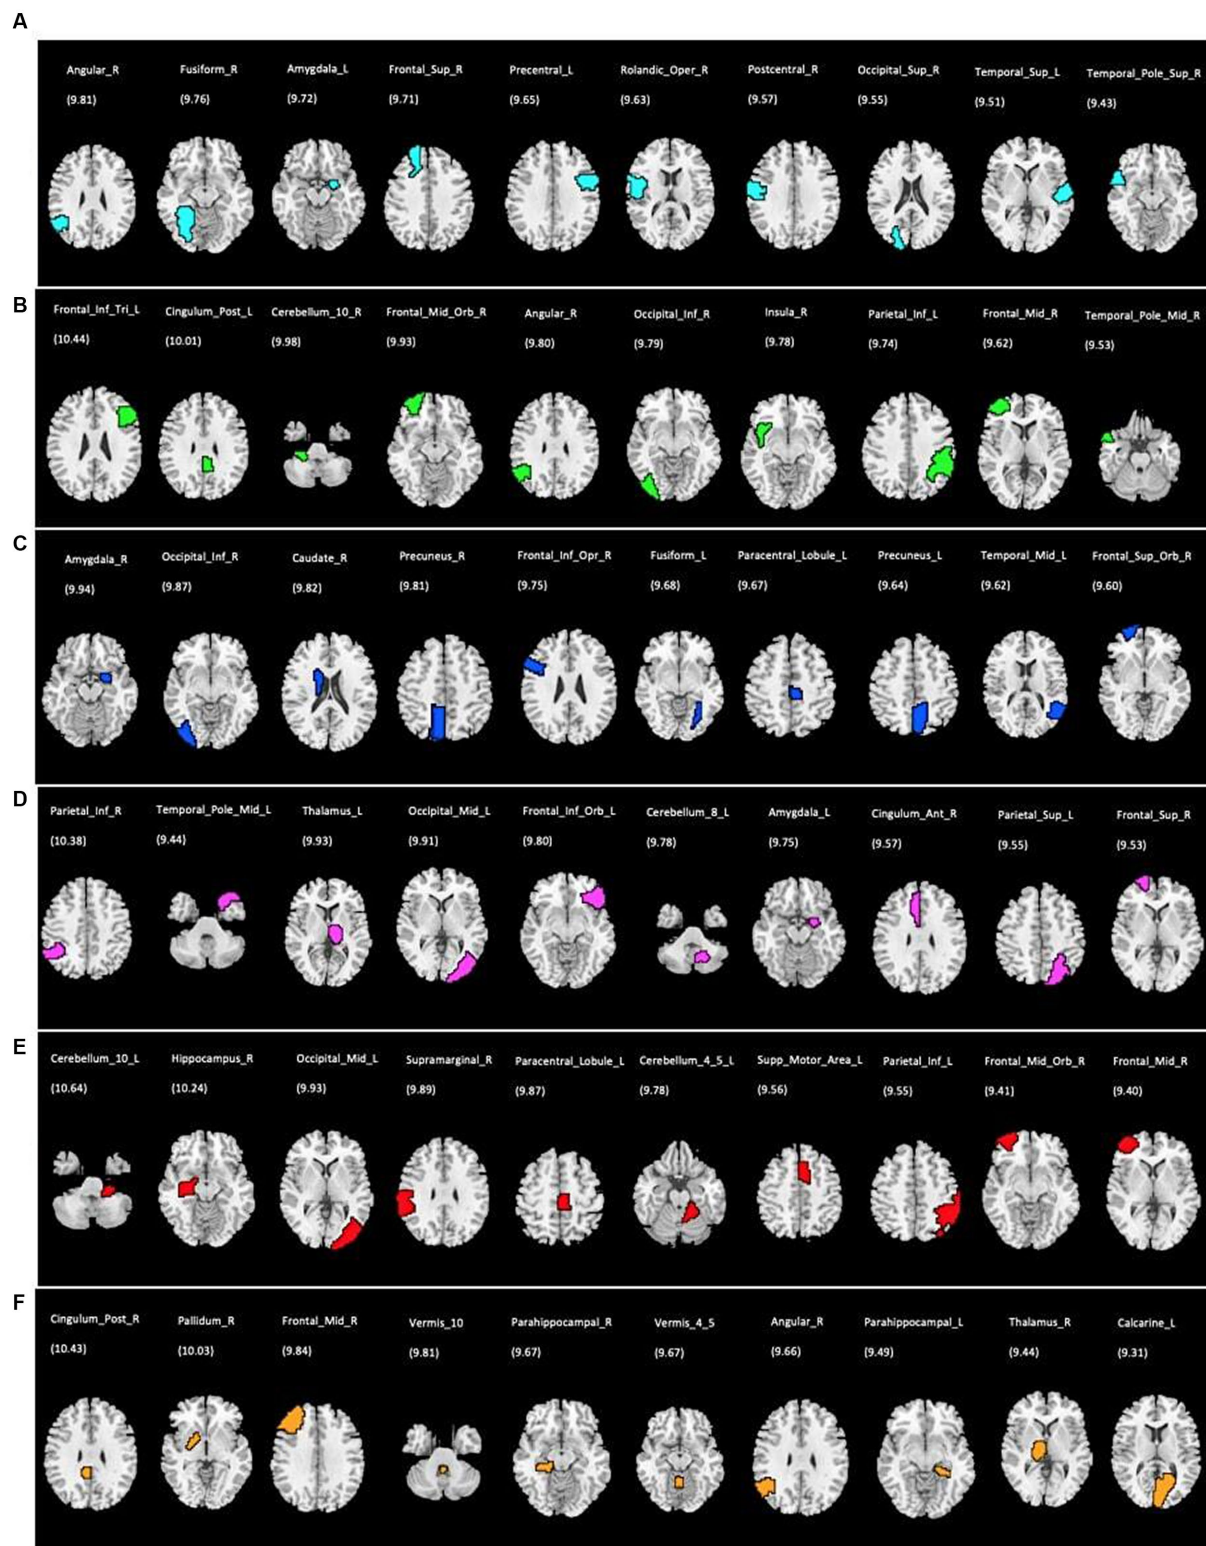 A
Angular_R Fusiform_R Amygdala_L Frontal_Sup_R Precentral_L Rolandic_Oper_R Postcentral_R Occipital_Sup_R Temporal_Sup_L Temporal_Pole_Sup_R
(9.81) (9.76) (9.72) (9.71) (9.65) (9.63) (9.57) (9.55) (9.51) (9.43)
B
Frontal_Inf_Tri_L Cingulum_Post_L Cerebellum_10_R Frontal_Mid_Orb_R Angular_R Occipital_Inf_R Insula_R Parietal_Inf_L Frontal_Mid_R Temporal_Pole_Mid_R
(10.44) (10.01) (9.98) (9.93) (9.80) (9.79) (9.78) (9.74) (9.62) (9.53)
C
Amygdala_R Occipital_Inf_R Caudate_R Precuneus_R Frontal_Inf_Opr_R Fusiform_L Paracentral_Lobule_L Precuneus_L Temporal_Mid_L Frontal_Sup_Orb_R
(9.94) (9.87) (9.82) (9.81) (9.75) (9.68) (9.67) (9.64) (9.62) (9.60)
D
Parietal_Inf_R Temporal_Pole_Mid_L Thalamus_L Occipital_Mid_L Frontal_Inf_Orb_L Cerebellum_8_L Amygdala_L Cingulum_Ant_R Parietal_Sup_L Frontal_Sup_R
(10.38) (9.44) (9.93) (9.91) (9.80) (9.78) (9.75) (9.57) (9.55) (9.53)
E
Cerebellum_10_L Hippocampus_R Occipital_Mid_L Supramarginal_R Paracentral_Lobule_L Cerebellum_4_5_L Supp_Motor_Area_L Parietal_Inf_L Frontal_Mid_Orb_R Frontal_Mid_R
(10.64) (10.24) (9.93) (9.89) (9.87) (9.78) (9.56) (9.55) (9.41) (9.40)
F
Cingulum_Post_R Pallidum_R Frontal_Mid_R Vermis_10 Parahippocampal_R Vermis_4_5 Angular_R Parahippocampal_L Thalamus_R Calcarine_L
(10.43) (10.03) (9.84) (9.81) (9.67) (9.67) (9.66) (9.49) (9.44) (9.31)